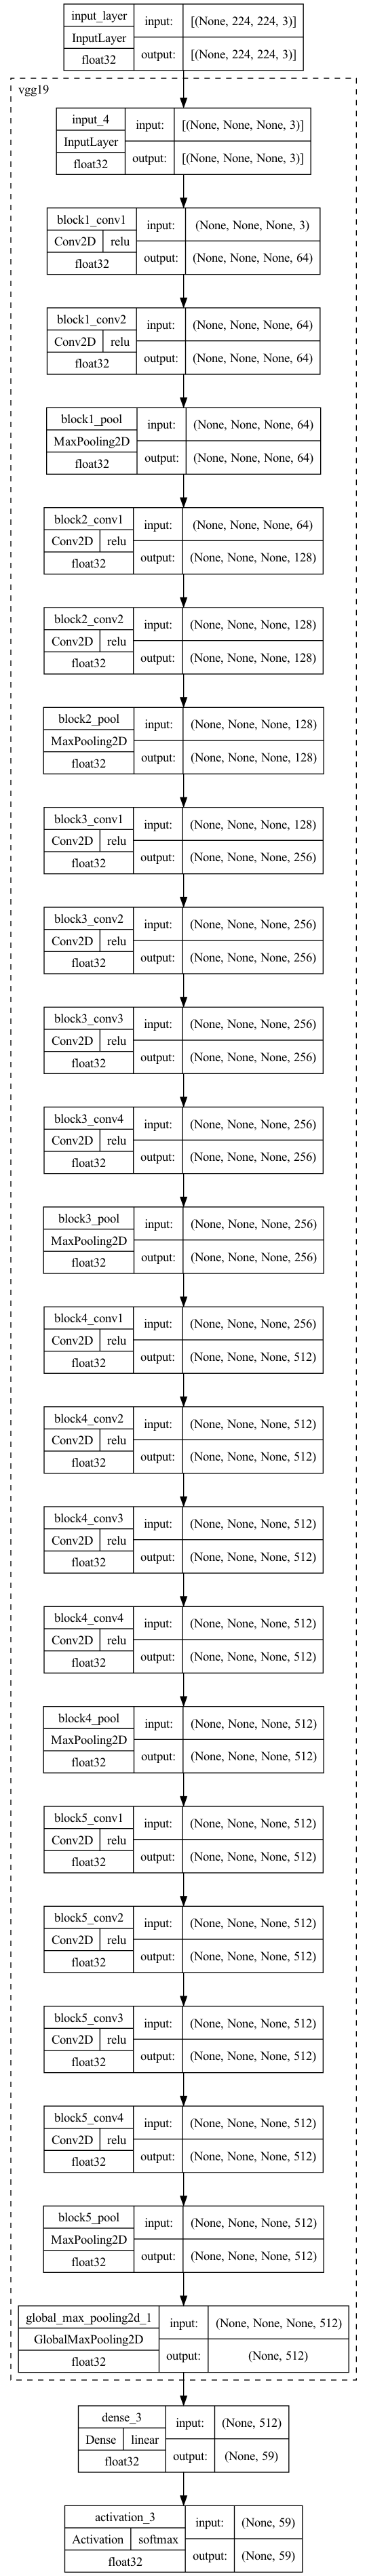 input_layer
InputLayer
float32
input:
[(None, 224, 224, 3)]
output:
[(None, 224, 224, 3)]
vgg19
input_4
InputLayer
float32
input:
[(None, None, None, 3)]
output:
[(None, None, None, 3)]
block1_conv1
Conv2D
relu
float32
input:
(None, None, None, 3)
output:
(None, None, None, 64)
block1_conv2
Conv2D
relu
float32
input:
(None, None, None, 64)
output:
(None, None, None, 64)
block1_pool
MaxPooling2D
float32
input:
(None, None, None, 64)
output:
(None, None, None, 64)
block2_conv1
Conv2D
relu
float32
input:
(None, None, None, 64)
output:
(None, None, None, 128)
block2_conv2
Conv2D
relu
float32
input:
(None, None, None, 128)
output:
(None, None, None, 128)
block2_pool
MaxPooling2D
float32
input:
(None, None, None, 128)
output:
(None, None, None, 128)
block3_conv1
Conv2D
relu
float32
input:
(None, None, None, 128)
output:
(None, None, None, 256)
block3_conv2
Conv2D
relu
float32
input:
(None, None, None, 256)
output:
(None, None, None, 256)
block3_conv3
Conv2D
relu
float32
input:
(None, None, None, 256)
output:
(None, None, None, 256)
block3_conv4
Conv2D
relu
float32
input:
(None, None, None, 256)
output:
(None, None, None, 256)
block3_pool
MaxPooling2D
float32
input:
(None, None, None, 256)
output:
(None, None, None, 256)
block4_conv1
Conv2D
relu
float32
input:
(None, None, None, 256)
output:
(None, None, None, 512)
block4_conv2
Conv2D
relu
float32
input:
(None, None, None, 512)
output:
(None, None, None, 512)
block4_conv3
Conv2D
relu
float32
input:
(None, None, None, 512)
output:
(None, None, None, 512)
block4_conv4
Conv2D
relu
float32
input:
(None, None, None, 512)
output:
(None, None, None, 512)
block4_pool
MaxPooling2D
float32
input:
(None, None, None, 512)
output:
(None, None, None, 512)
block5_conv1
Conv2D
relu
float32
input:
(None, None, None, 512)
output:
(None, None, None, 512)
block5_conv2
Conv2D
relu
float32
input:
(None, None, None, 512)
output:
(None, None, None, 512)
block5_conv3
Conv2D
relu
float32
input:
(None, None, None, 512)
output:
(None, None, None, 512)
block5_conv4
Conv2D
relu
float32
input:
(None, None, None, 512)
output:
(None, None, None, 512)
block5_pool
MaxPooling2D
float32
input:
(None, None, None, 512)
output:
(None, None, None, 512)
global_max_pooling2d_1
GlobalMaxPooling2D
float32
input:
(None, None, None, 512)
output:
(None, 512)
dense_3
Dense
linear
float32
input:
(None, 512)
output:
(None, 59)
activation_3
Activation
softmax
float32
input:
(None, 59)
output:
(None, 59)